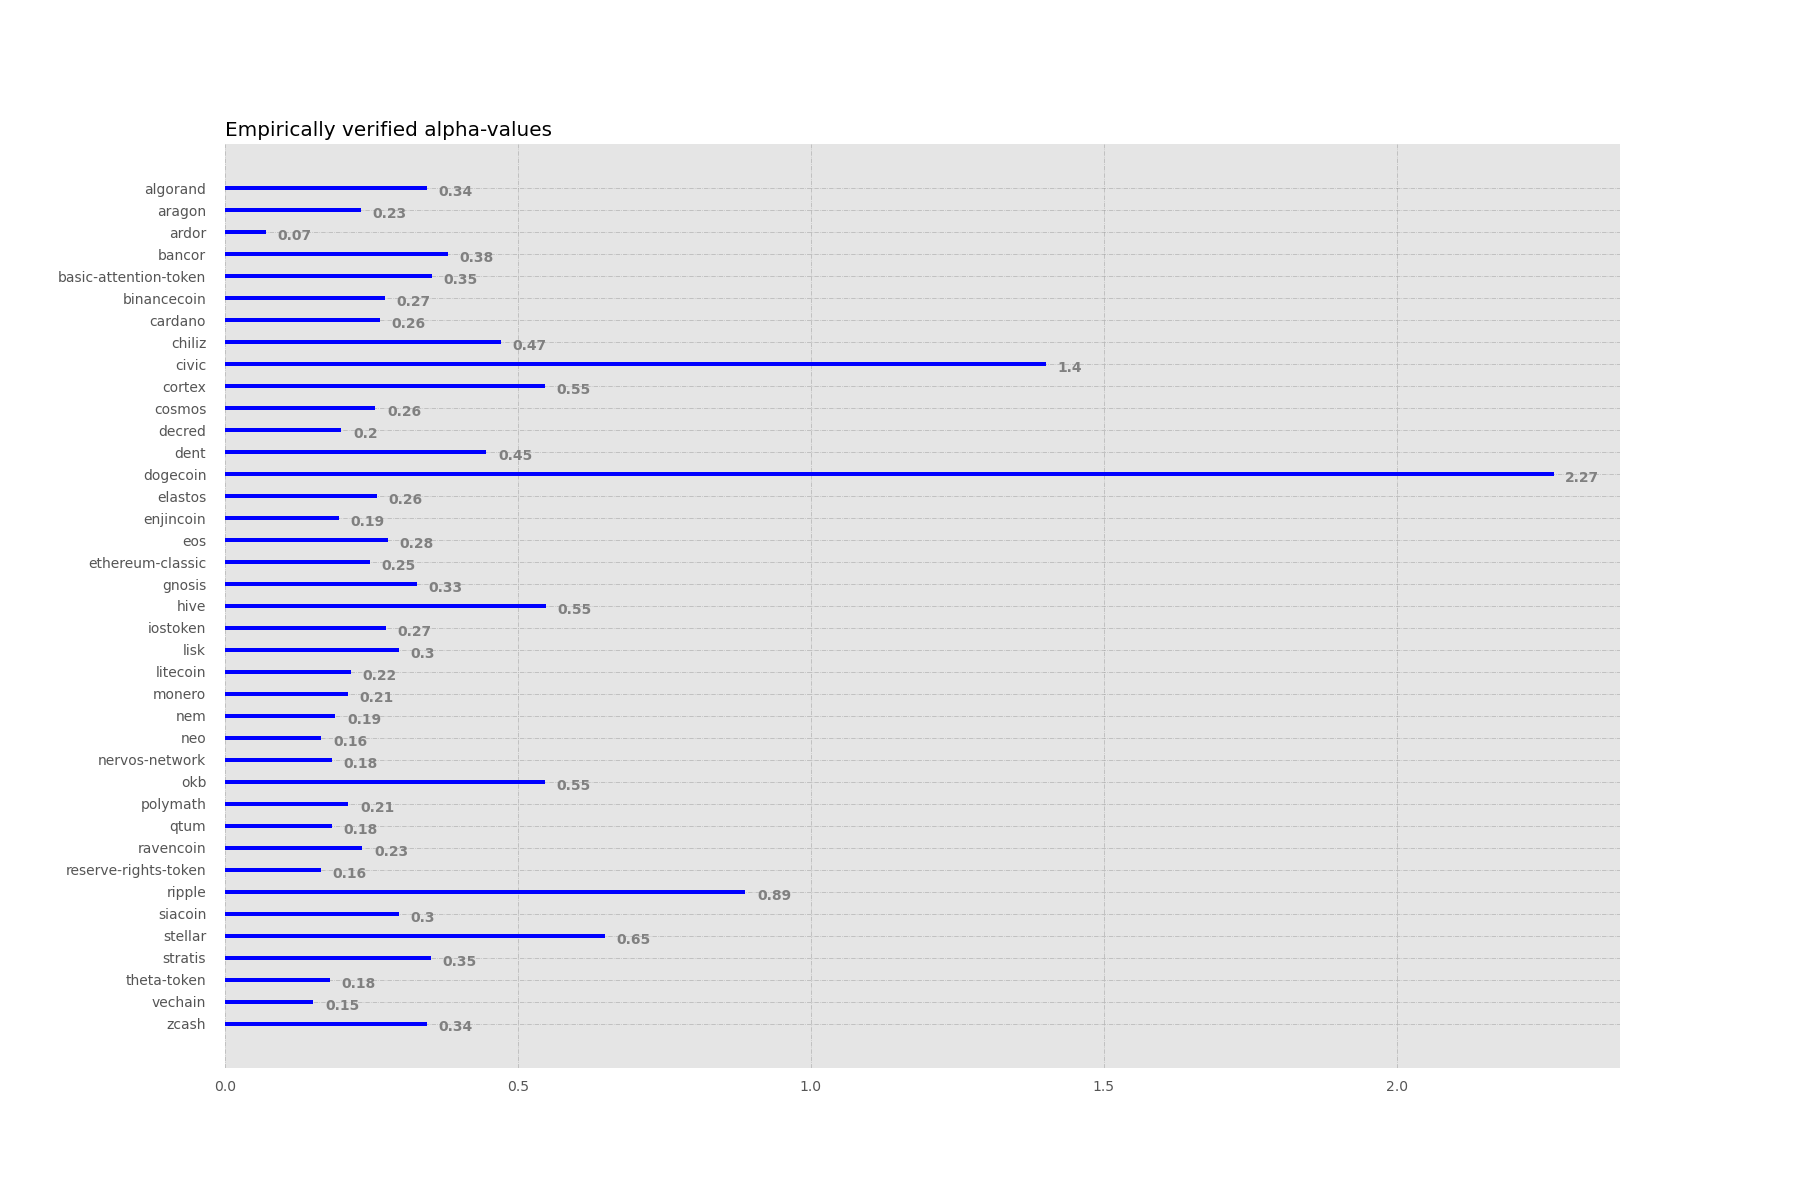 Empirically verified alpha-values
algorand 0.34
aragon 0.23
ardor 0.07
bancor 0.38
basic-attention-token 0.35
binancecoin 0.27
cardano 0.26
chiliz 0.47
civic 1.4
cortex 0.55
cosmos 0.26
decred 0.2
dent 0.45
dogecoin 2.27
elastos 0.26
enjincoin 0.19
eos 0.28
ethereum-classic 0.25
gnosis 0.33
hive 0.55
iostoken 0.27
lisk 0.3
litecoin 0.22
monero 0.21
nem 0.19
neo 0.16
nervos-network 0.18
okb 0.55
polymath 0.21
qtum 0.18
ravencoin 0.23
reserve-rights-token 0.16
ripple 0.89
siacoin 0.3
stellar 0.65
stratis 0.35
theta-token 0.18
vechain 0.15
zcash 0.34
0.0 0.5 1.0 1.5 2.0